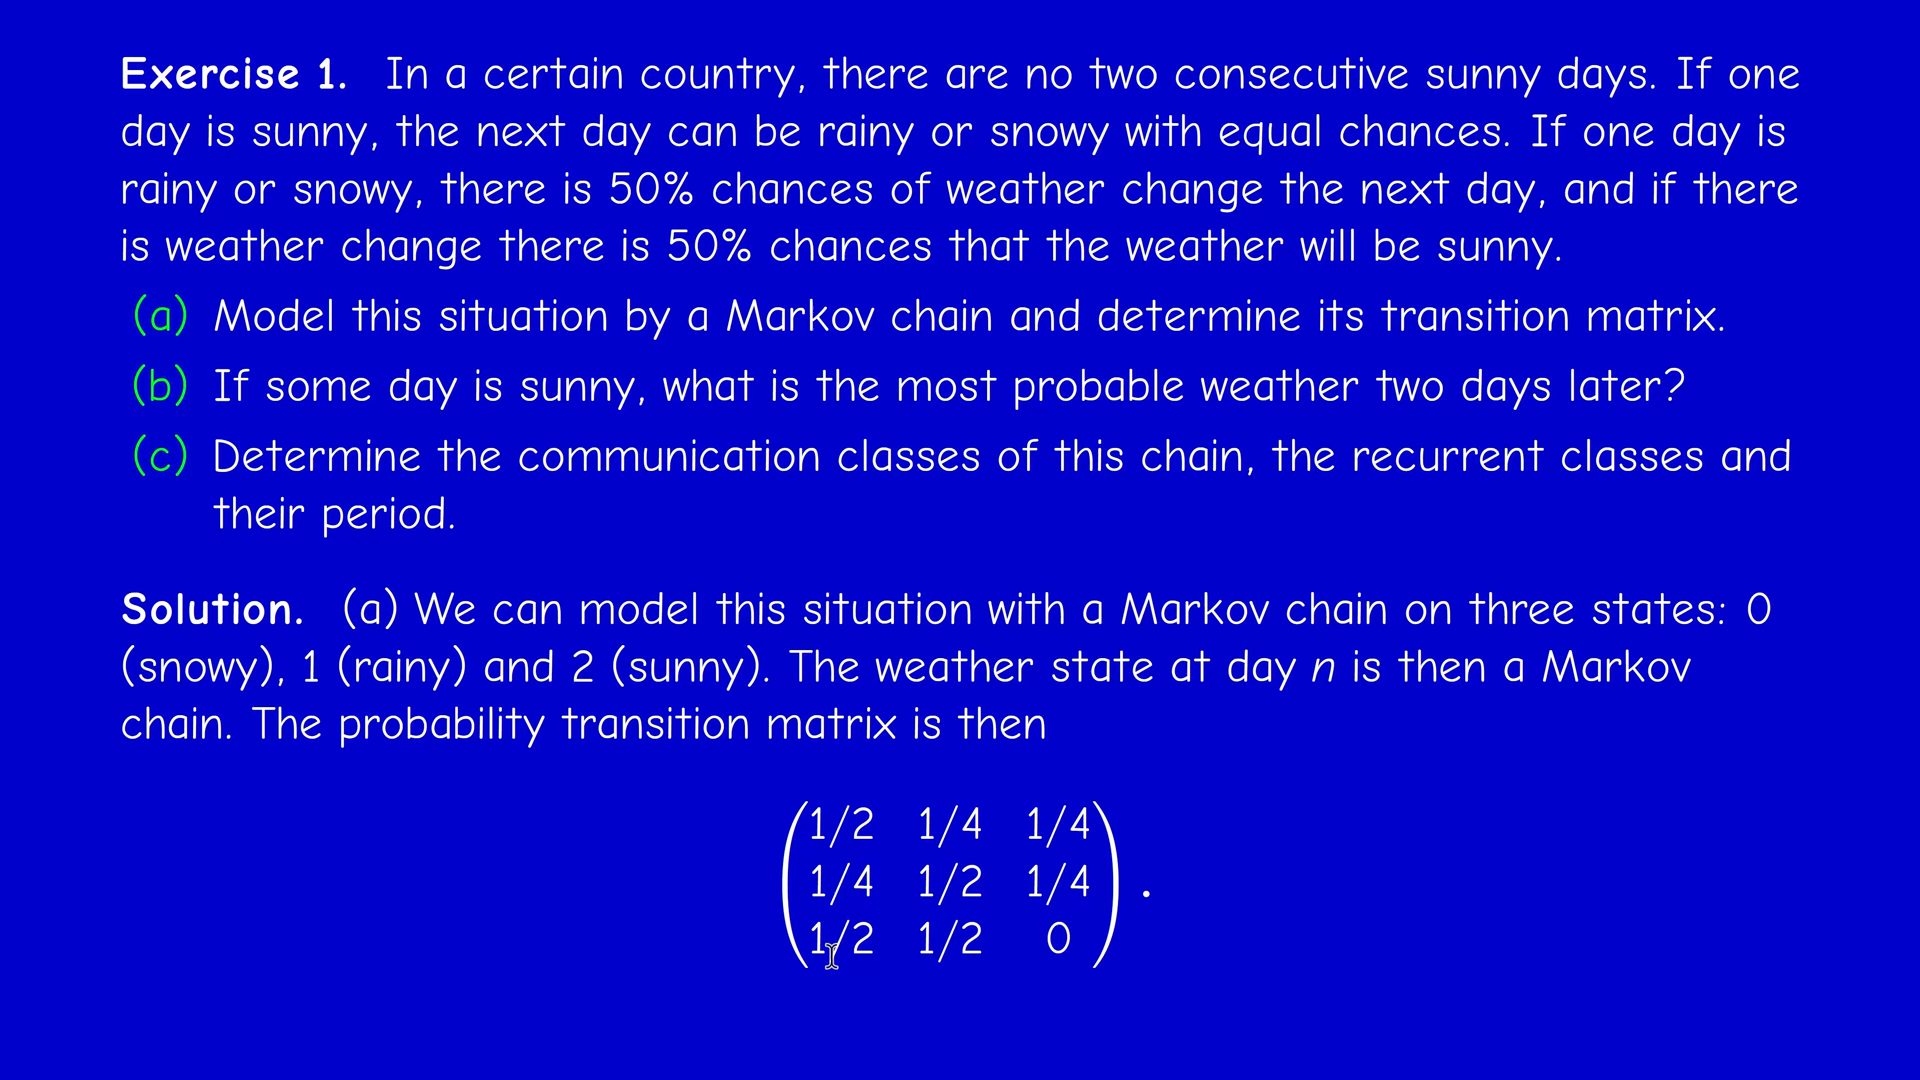 Exercise 1. In a certain country, there are no two consecutive sunny days. If one
day is sunny, the next day can be rainy or snowy with equal chances. If one day is
rainy or snowy, there is 50% chances of weather change the next day, and if there
is weather change there is 50% chances that the weather will be sunny.
(a) Model this situation by a Markov chain and determine its transition matrix.
(b) If some day is sunny, what is the most probable weather two days later?
(c) Determine the communication classes of this chain, the recurrent classes and
their period.
Solution. (a) We can model this situation with a Markov chain on three states: 0
(snowy), 1 (rainy) and 2 (sunny). The weather state at day n is then a Markov
chain. The probability transition matrix is then
1/2 1/4 1/4
1/4 1/2 1/4 .
1/2 1/2 0